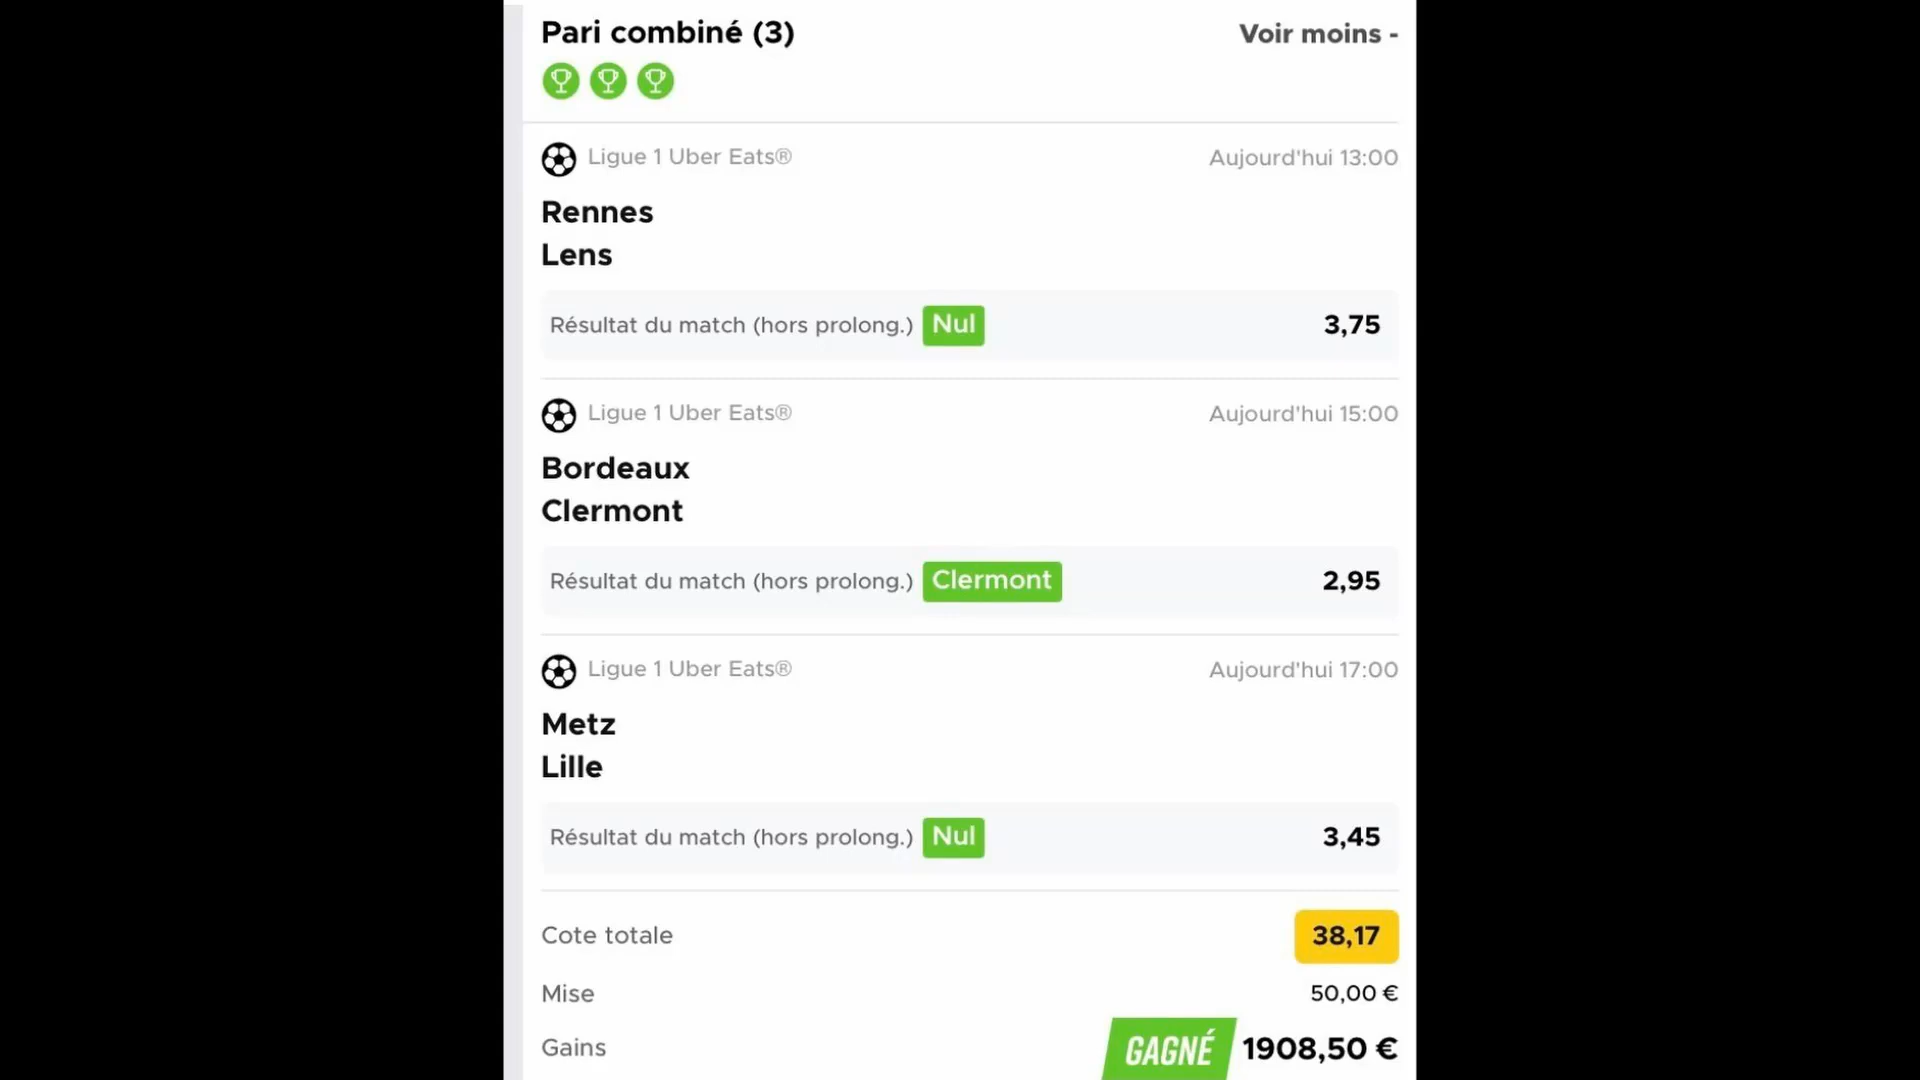 Pari combiné (3) Voir moins -
Ligue 1 Uber Eats® Aujourd'hui 13:00
Rennes
Lens
Résultat du match (hors prolong.) Nul 3,75
Ligue 1 Uber Eats® Aujourd'hui 15:00
Bordeaux
Clermont
Résultat du match (hors prolong.) Clermont 2,95
Ligue 1 Uber Eats® Aujourd'hui 17:00
Metz
Lille
Résultat du match (hors prolong.) Nul 3,45
Cote totale 38,17
Mise 50,00 €
Gains GAGNÉ 1908,50 €